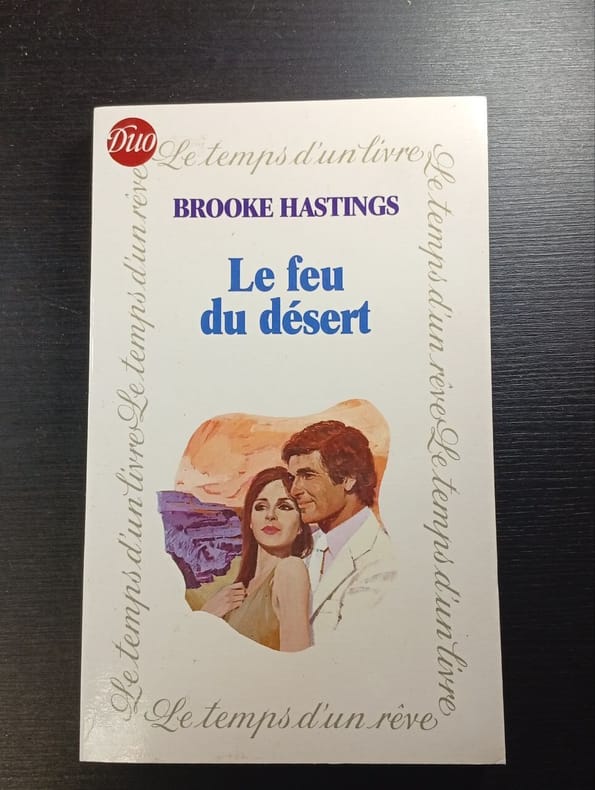 Duo
Le temps d'un livre
BROOKE HASTINGS
Le feu
du désert
Le temps d'un rêve Le temps d'un livre
Le temps d'un livre Le temps d'un rêve
Le temps d'un rêve